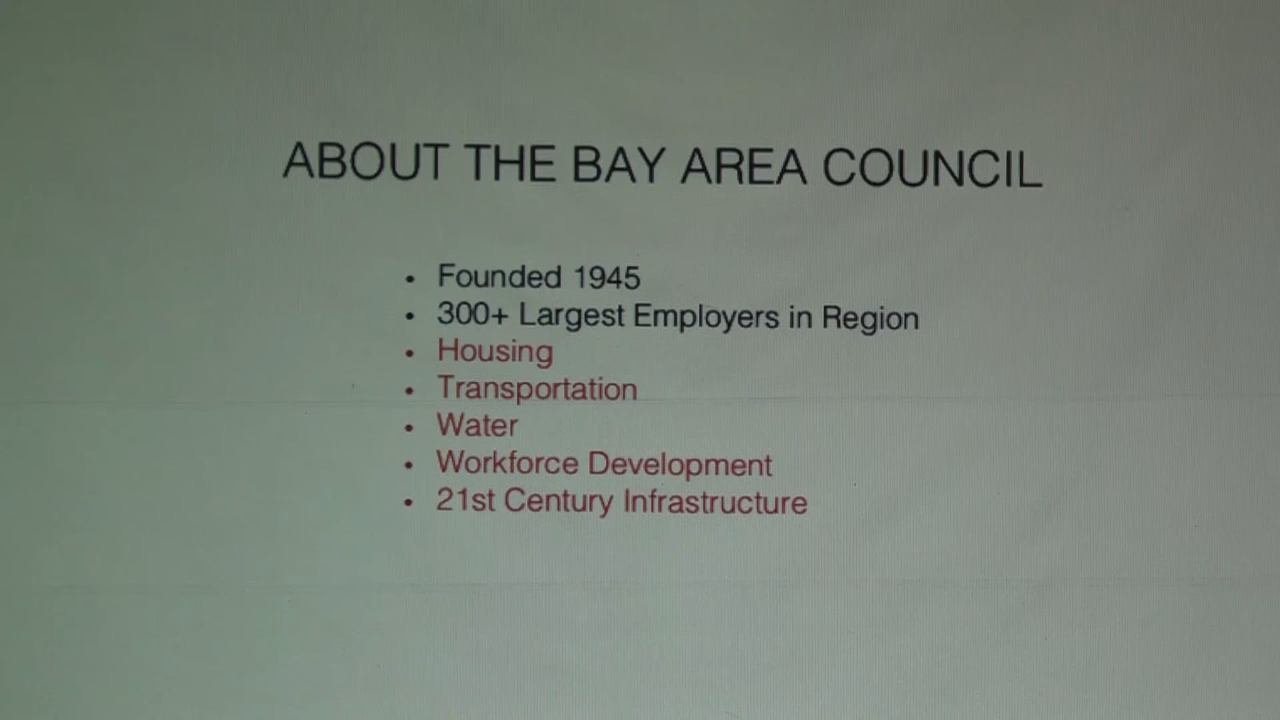 ABOUT THE BAY AREA COUNCIL
• Founded 1945
• 300+ Largest Employers in Region
• Housing
• Transportation
• Water
• Workforce Development
• 21st Century Infrastructure